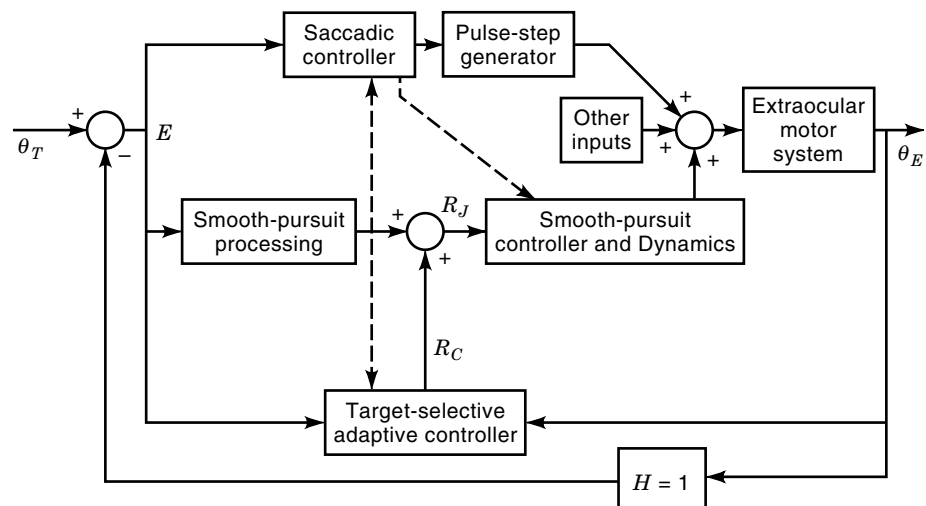 Saccadic
controller
Pulse-step
generator
+
+
Other
inputs
+
+
Extraocular
motor
system
θ_T
−
E
θ_E
Smooth-pursuit
processing
+
R_J
+
Smooth-pursuit
controller and Dynamics
R_C
Target-selective
adaptive controller
H = 1